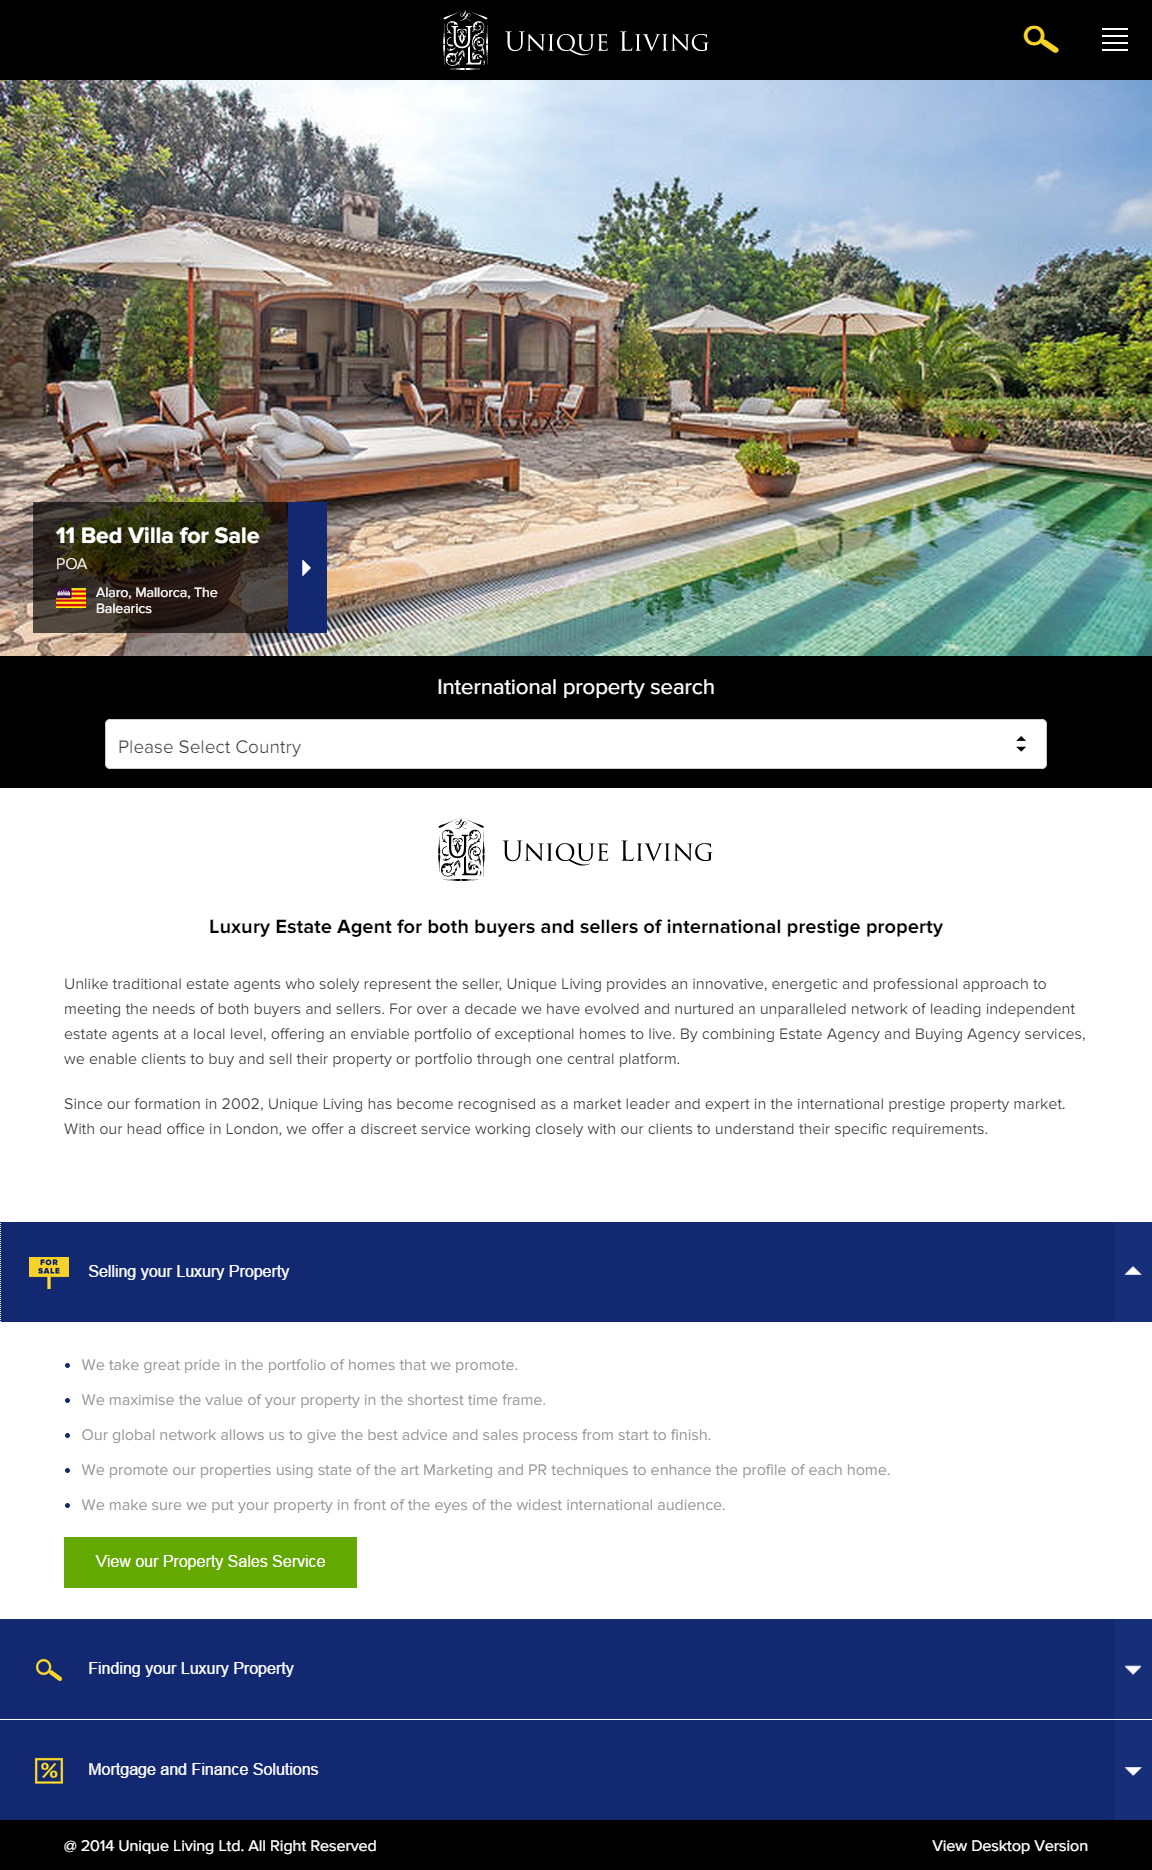 UNIQUE LIVING
11 Bed Villa for Sale
POA
Alaro, Mallorca, The
Balearics
International property search
Please Select Country
UNIQUE LIVING
Luxury Estate Agent for both buyers and sellers of international prestige property
Unlike traditional estate agents who solely represent the seller, Unique Living provides an innovative, energetic and professional approach to
meeting the needs of both buyers and sellers. For over a decade we have evolved and nurtured an unparalleled network of leading independent
estate agents at a local level, offering an enviable portfolio of exceptional homes to live. By combining Estate Agency and Buying Agency services,
we enable clients to buy and sell their property or portfolio through one central platform.
Since our formation in 2002, Unique Living has become recognised as a market leader and expert in the international prestige property market.
With our head office in London, we offer a discreet service working closely with our clients to understand their specific requirements.
FOR
SALE
Selling your Luxury Property
• We take great pride in the portfolio of homes that we promote.
• We maximise the value of your property in the shortest time frame.
• Our global network allows us to give the best advice and sales process from start to finish.
• We promote our properties using state of the art Marketing and PR techniques to enhance the profile of each home.
• We make sure we put your property in front of the eyes of the widest international audience.
View our Property Sales Service
Finding your Luxury Property
% Mortgage and Finance Solutions
@ 2014 Unique Living Ltd. All Right Reserved
View Desktop Version